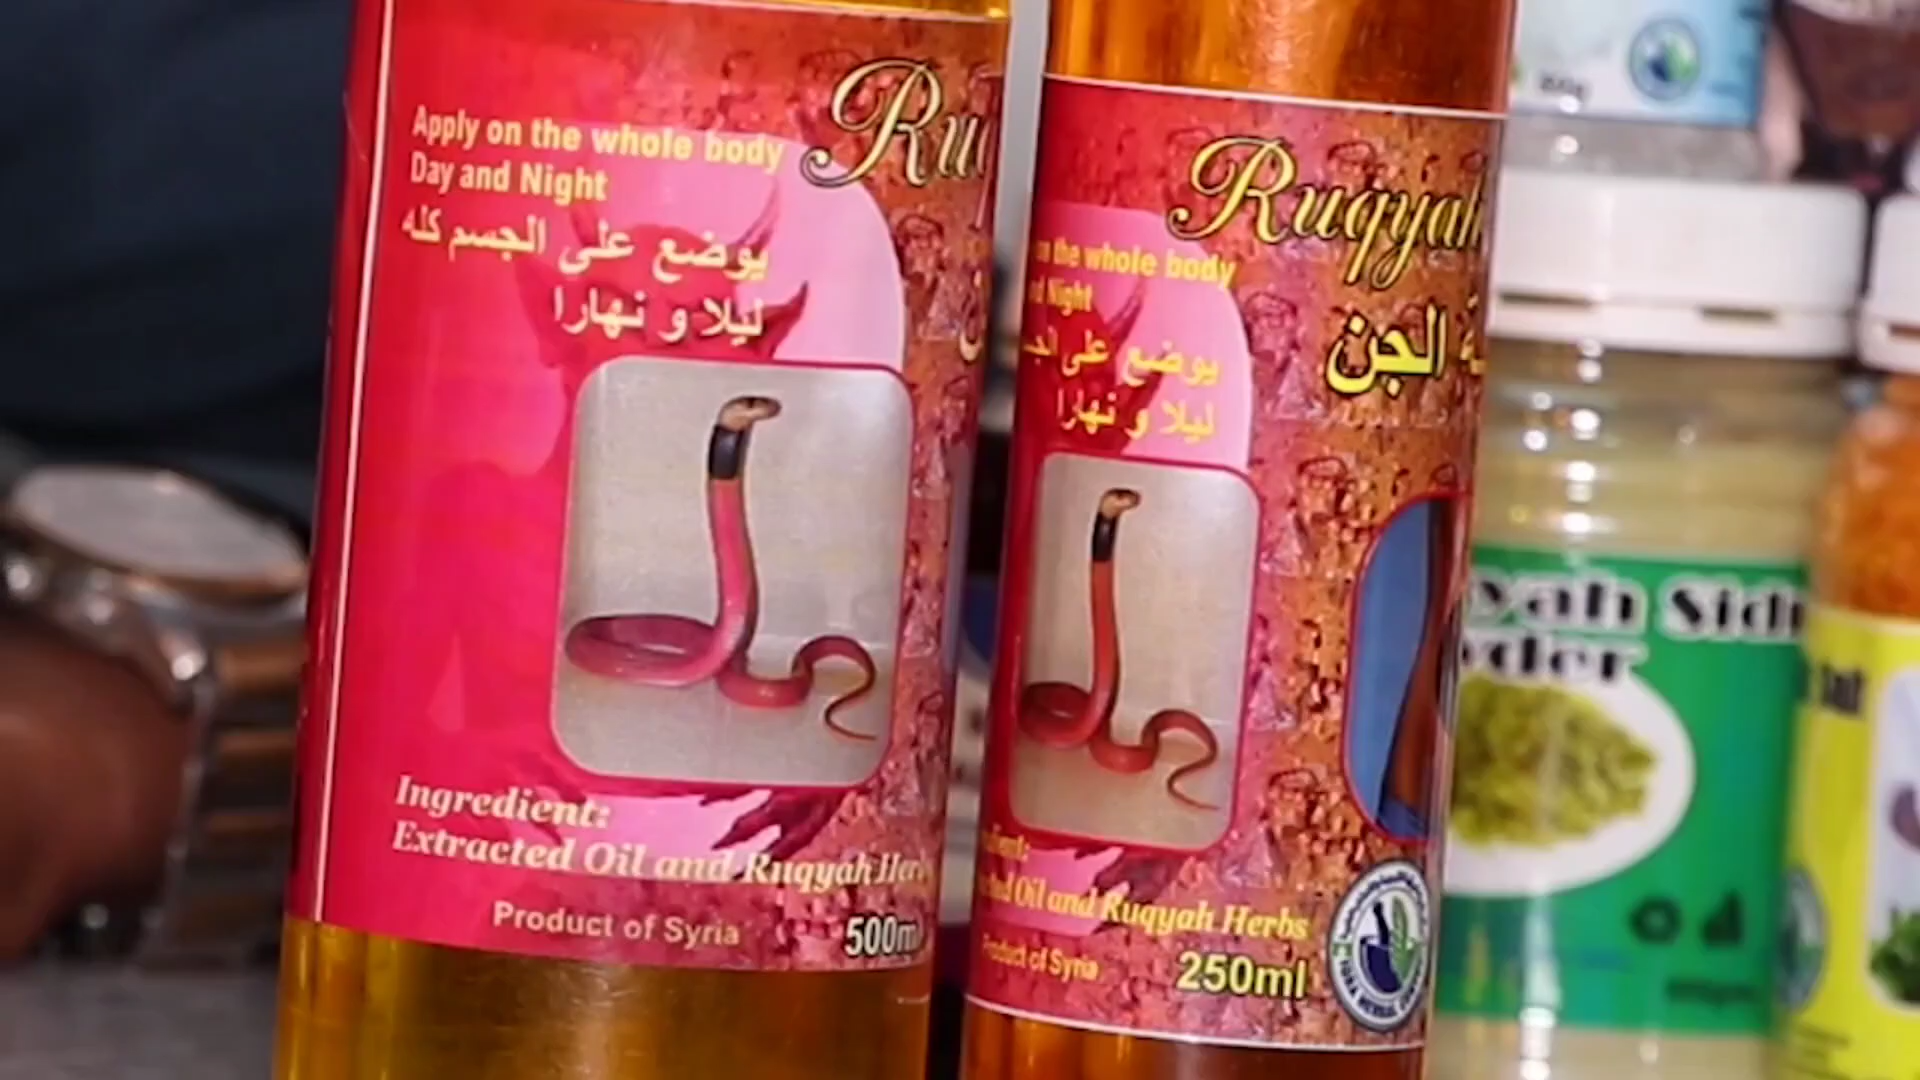 Apply on the whole body
Day and Night
يوضع على الجسم كله
ليلا و نهارا
Ingredient:
Extracted Oil and Ruqyah
Product of Syria
500ml
Ruqyah
on the whole body
Night
يوضع على
ليلا و نهارا
الجن
Oil and Ruqyah Herbs
Product of Syria
250ml